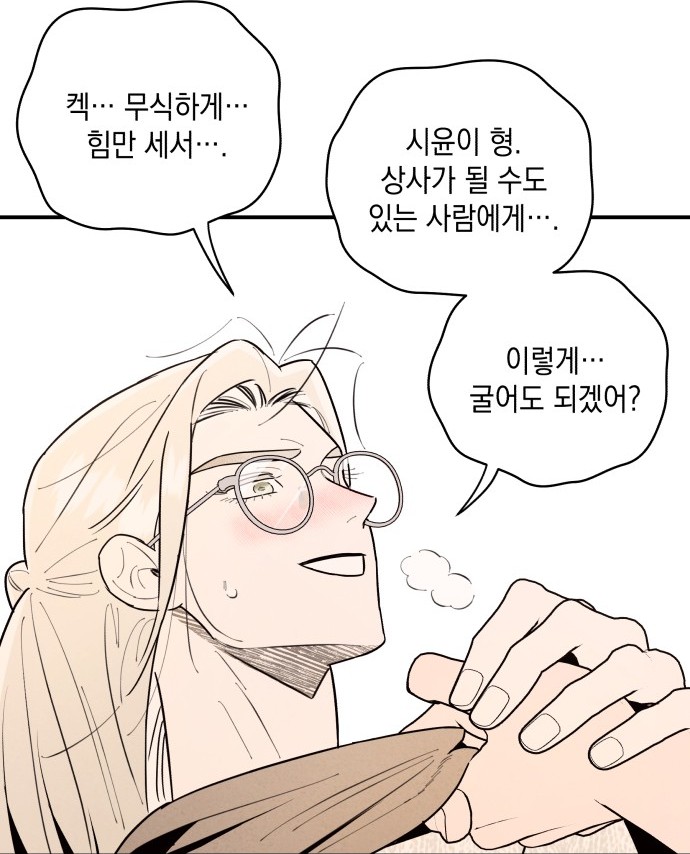 켁… 무식하게…
힘만 세서….
시윤이 형.
상사가 될 수도
있는 사람에게….
이렇게…
굴어도 되겠어?